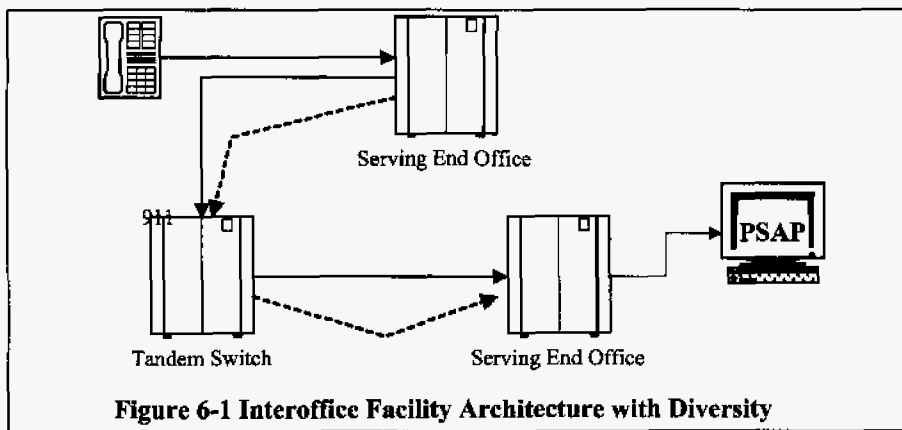 Serving End Office
911
PSAP
Tandem Switch
Serving End Office
Figure 6-1 Interoffice Facility Architecture with Diversity